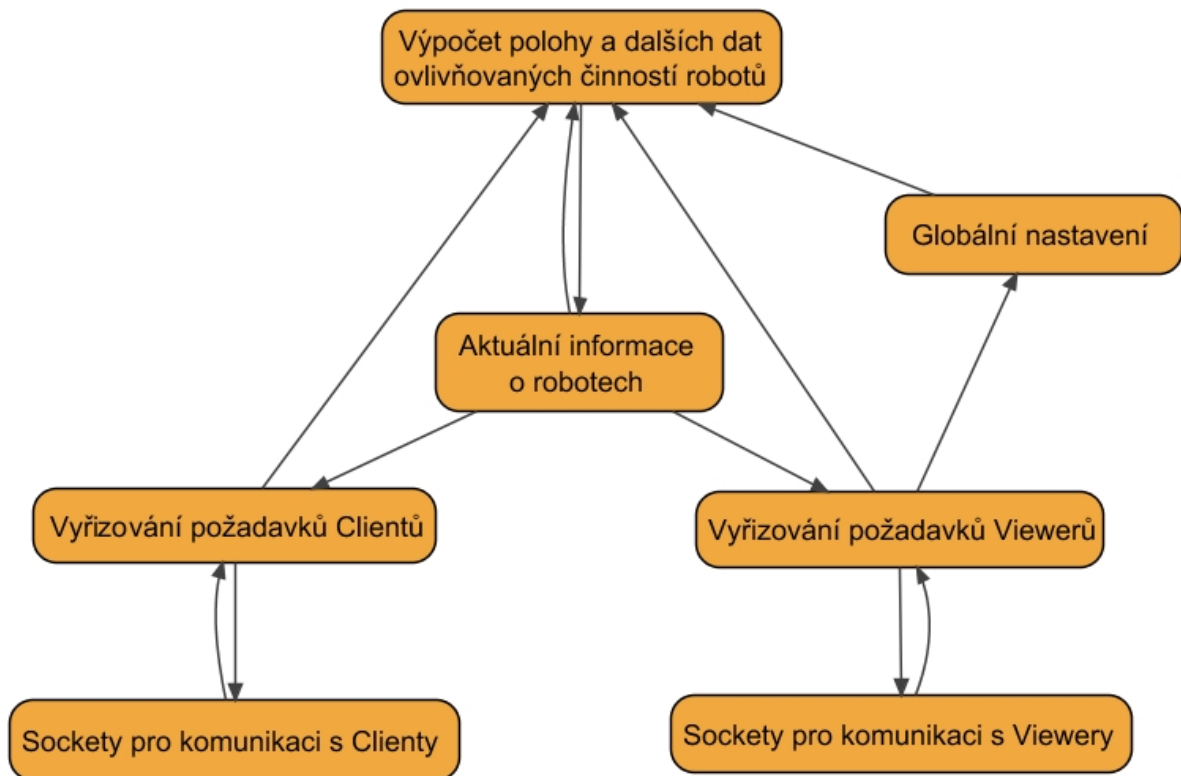 Výpočet polohy a dalších dat
ovlivňovaných činností robotů
Globální nastavení
Aktuální informace
o robotech
Vyřizování požadavků Clientů
Vyřizování požadavků Viewerů
Sockety pro komunikaci s Clienty
Sockety pro komunikaci s Viewery